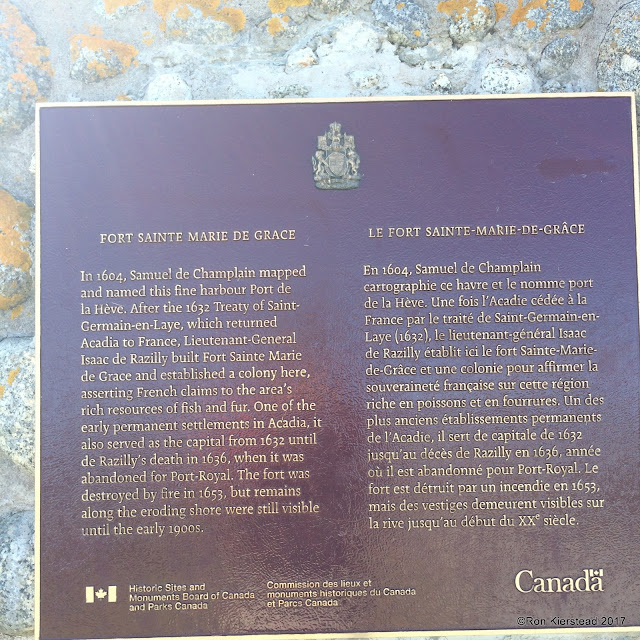 FORT SAINTE MARIE DE GRACE
In 1604, Samuel de Champlain mapped
and named this fine harbour Port de
la Hève. After the 1632 Treaty of Saint-
Germain-en-Laye, which returned
Acadia to France, Lieutenant-General
Isaac de Razilly built Fort Sainte Marie
de Grace and established a colony here,
asserting French claims to the area's
rich resources of fish and fur. One of the
early permanent settlements in Acadia, it
also served as the capital from 1632 until
de Razilly's death in 1636, when it was
abandoned for Port-Royal. The fort was
destroyed by fire in 1653, but remains
along the eroding shore were still visible
until the early 1900s.
LE FORT SAINTE-MARIE-DE-GRÂCE
En 1604, Samuel de Champlain
cartographie ce havre et le nomme port
de la Hève. Une fois l'Acadie cédée à la
France par le traité de Saint-Germain-en-
Laye (1632), le lieutenant-général Isaac
de Razilly établit ici le fort Sainte-Marie-
de-Grâce et une colonie pour affirmer la
souveraineté française sur cette région
riche en poissons et en fourrures. Un des
plus anciens établissements permanents
de l'Acadie, il sert de capitale de 1632
jusqu'au décès de Razilly en 1636, année
où il est abandonné pour Port-Royal. Le
fort est détruit par un incendie en 1653,
mais des vestiges demeurent visibles sur
la rive jusqu'au début du XXe siècle.
Historic Sites and
Monuments Board of Canada
and Parks Canada
Commission des lieux et
monuments historiques du Canada
et Parcs Canada
Canada
©Ron Kierstead 2017